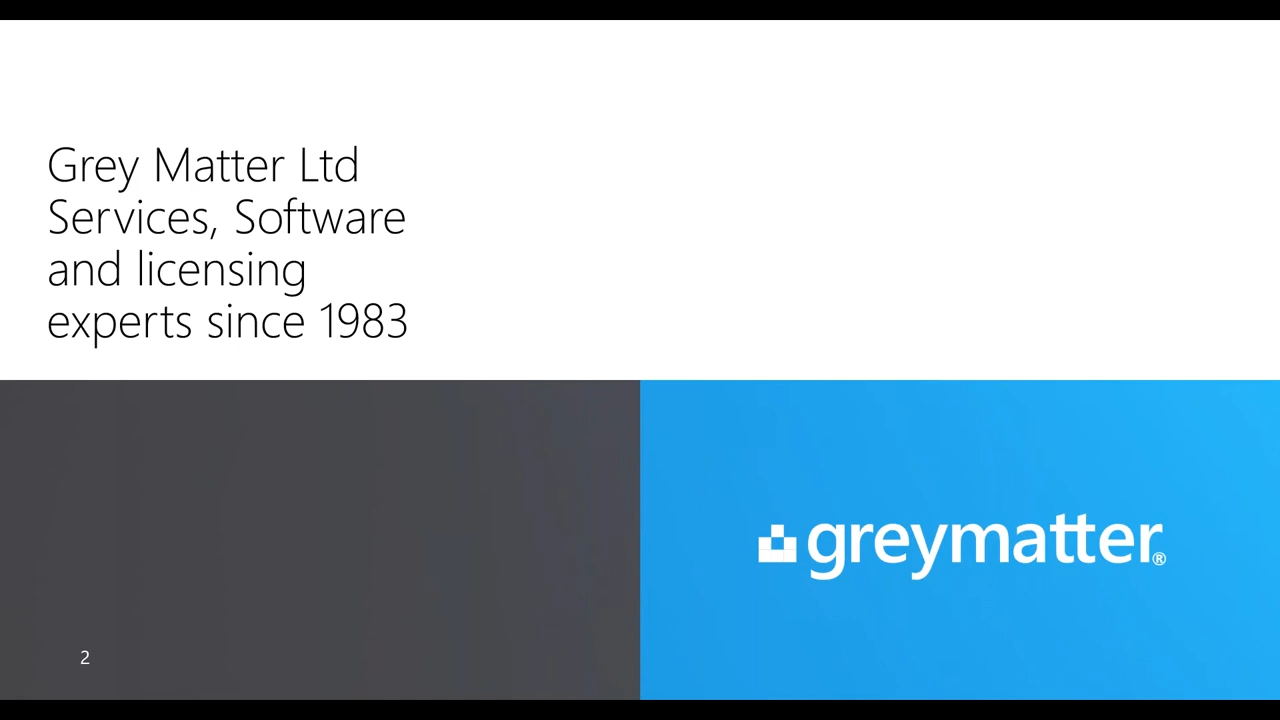 Grey Matter Ltd
Services, Software
and licensing
experts since 1983
greymatter®
2